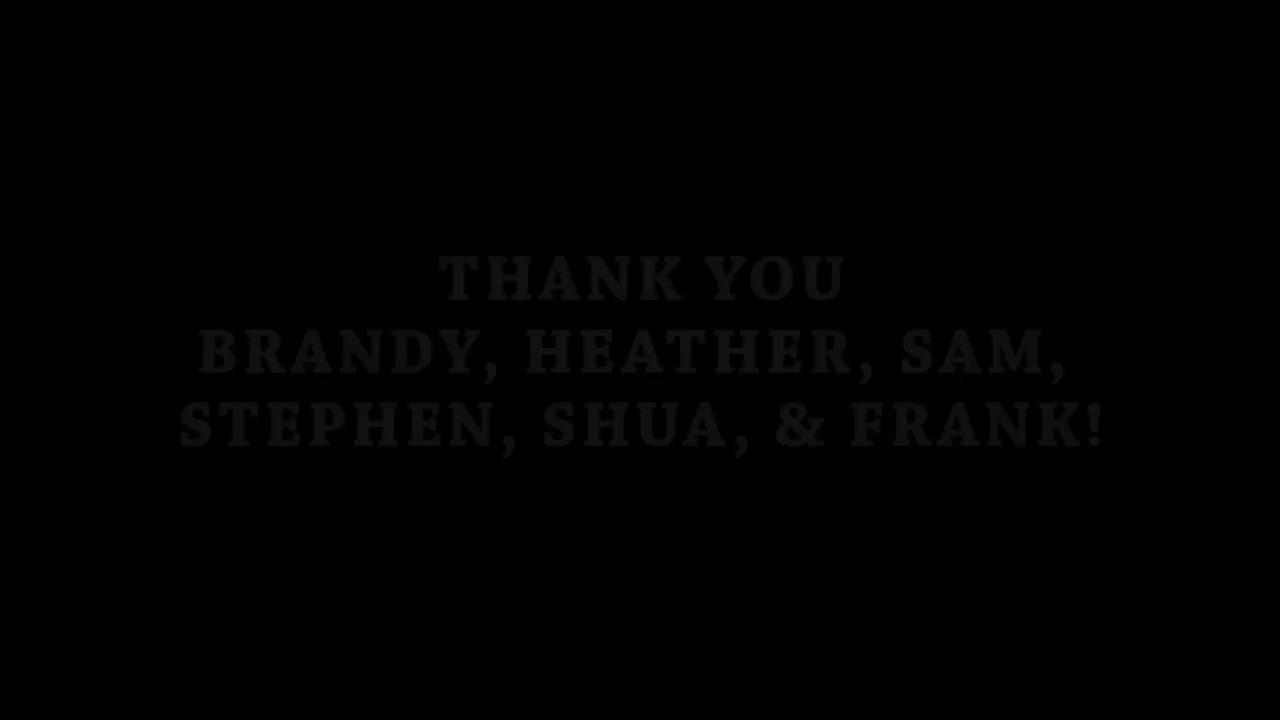 THANK YOU
BRANDY, HEATHER, SAM,
STEPHEN, SHUA, & FRANK!